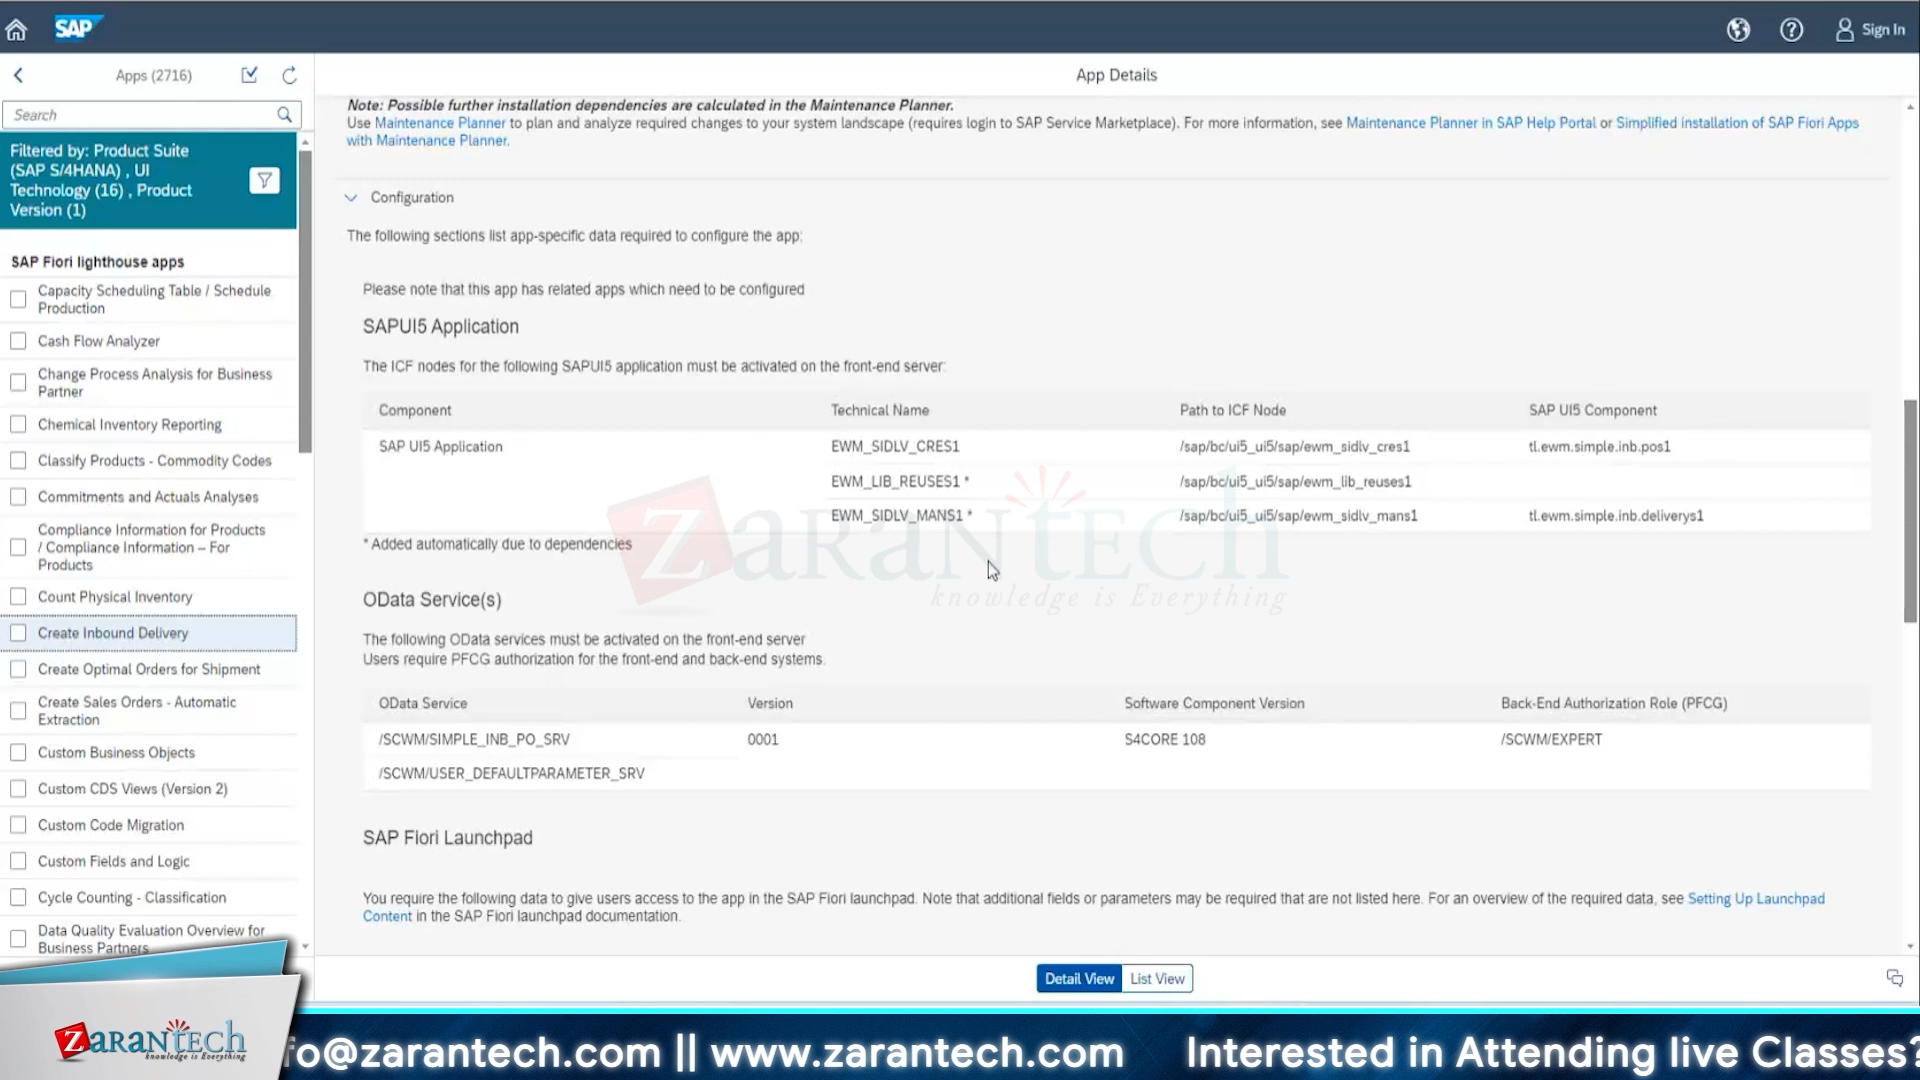 SAP
Sign In
Apps (2716)
App Details
Search
Filtered by: Product Suite
(SAP S/4HANA) , UI
Technology (16) , Product
Version (1)
SAP Fiori lighthouse apps
Capacity Scheduling Table / Schedule
Production
Cash Flow Analyzer
Change Process Analysis for Business
Partner
Chemical Inventory Reporting
Classify Products - Commodity Codes
Commitments and Actuals Analyses
Compliance Information for Products
/ Compliance Information – For
Products
Count Physical Inventory
Create Inbound Delivery
Create Optimal Orders for Shipment
Create Sales Orders - Automatic
Extraction
Custom Business Objects
Custom CDS Views (Version 2)
Custom Code Migration
Custom Fields and Logic
Cycle Counting - Classification
Data Quality Evaluation Overview for
Business Partners
Note: Possible further installation dependencies are calculated in the Maintenance Planner.
Use Maintenance Planner to plan and analyze required changes to your system landscape (requires login to SAP Service Marketplace). For more information, see Maintenance Planner in SAP Help Portal or Simplified installation of SAP Fiori Apps
with Maintenance Planner.
Configuration
The following sections list app-specific data required to configure the app:
Please note that this app has related apps which need to be configured
SAPUI5 Application
The ICF nodes for the following SAPUI5 application must be activated on the front-end server:
Component Technical Name Path to ICF Node SAP UI5 Component
SAP UI5 Application EWM_SIDLV_CRES1 /sap/bc/ui5_ui5/sap/ewm_sidlv_cres1 tl.ewm.simple.inb.pos1
EWM_LIB_REUSES1 * /sap/bc/ui5_ui5/sap/ewm_lib_reuses1
EWM_SIDLV_MANS1 * /sap/bc/ui5_ui5/sap/ewm_sidlv_mans1 tl.ewm.simple.inb.deliverys1
* Added automatically due to dependencies
ZaranTech
knowledge is Everything
OData Service(s)
The following OData services must be activated on the front-end server
Users require PFCG authorization for the front-end and back-end systems.
OData Service Version Software Component Version Back-End Authorization Role (PFCG)
/SCWM/SIMPLE_INB_PO_SRV 0001 S4CORE 108 /SCWM/EXPERT
/SCWM/USER_DEFAULTPARAMETER_SRV
SAP Fiori Launchpad
You require the following data to give users access to the app in the SAP Fiori launchpad. Note that additional fields or parameters may be required that are not listed here. For an overview of the required data, see Setting Up Launchpad
Content in the SAP Fiori launchpad documentation.
Detail View List View
ZaranTech
knowledge is Everything
fo@zarantech.com || www.zarantech.com Interested in Attending live Classes?